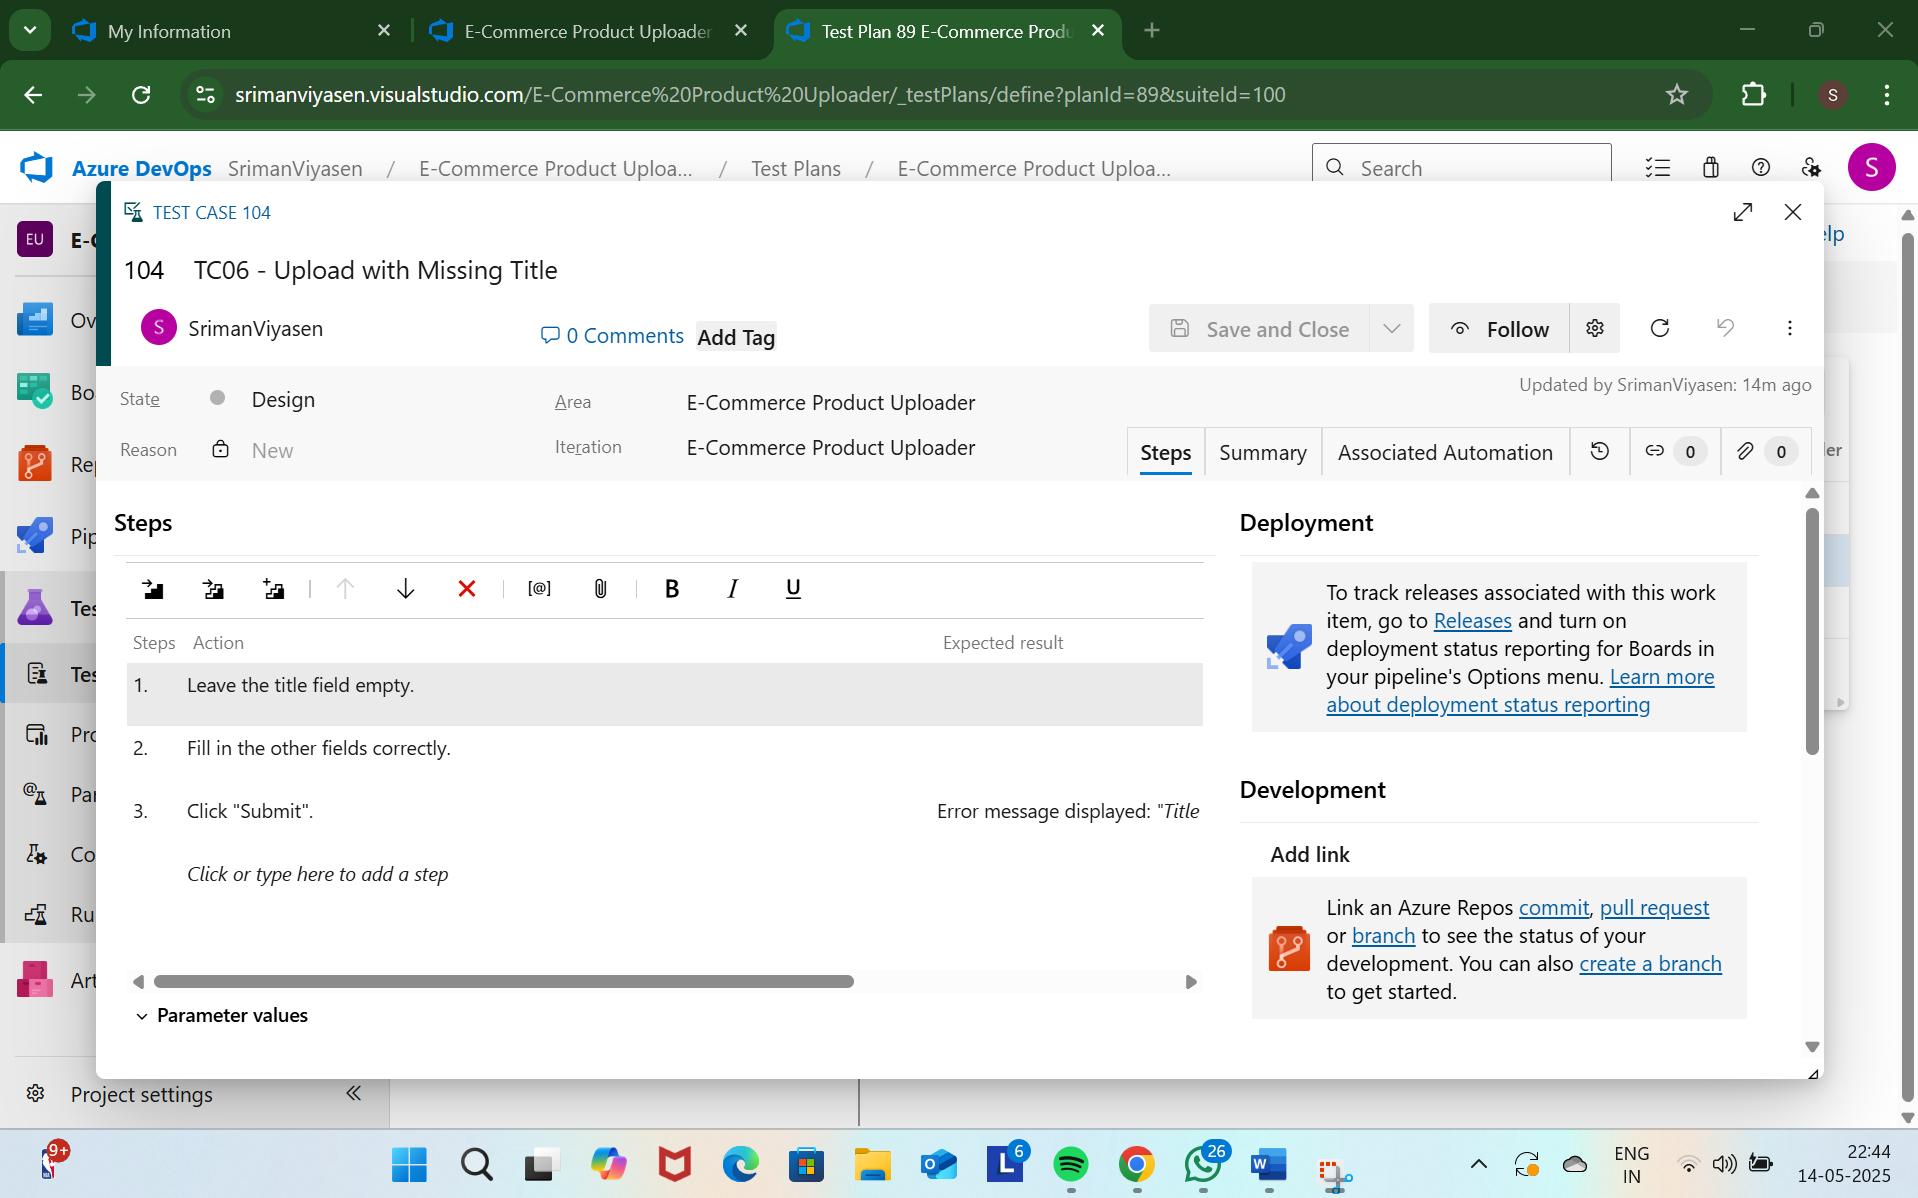 My Information
E-Commerce Product Uploader
Test Plan 89 E-Commerce Produ
srimanviyasen.visualstudio.com/E-Commerce%20Product%20Uploader/_testPlans/define?planId=89&suiteId=100
S
Azure DevOps
SrimanViyasen / E-Commerce Product Uploa... / Test Plans / E-Commerce Product Uploa...
Search
S
TEST CASE 104
EU
E-C
elp
104 TC06 - Upload with Missing Title
Ov
S SrimanViyasen
0 Comments
Add Tag
Save and Close
Follow
Updated by SrimanViyasen: 14m ago
State
Design
Area
E-Commerce Product Uploader
Bo
Reason
New
Iteration
E-Commerce Product Uploader
Steps
Summary
Associated Automation
0
0
er
Rep
Steps
Deployment
Pip
[@]
B I U
To track releases associated with this work
item, go to Releases and turn on
deployment status reporting for Boards in
your pipeline's Options menu. Learn more
about deployment status reporting
Tes
Steps Action Expected result
1. Leave the title field empty.
Tes
2. Fill in the other fields correctly.
Pro
3. Click "Submit". Error message displayed: "Title
Par
Click or type here to add a step
Co
Development
Add link
Link an Azure Repos commit, pull request
or branch to see the status of your
development. You can also create a branch
to get started.
Ru
Art
Parameter values
Project settings
9+
6
26
ENG
IN
22:44
14-05-2025